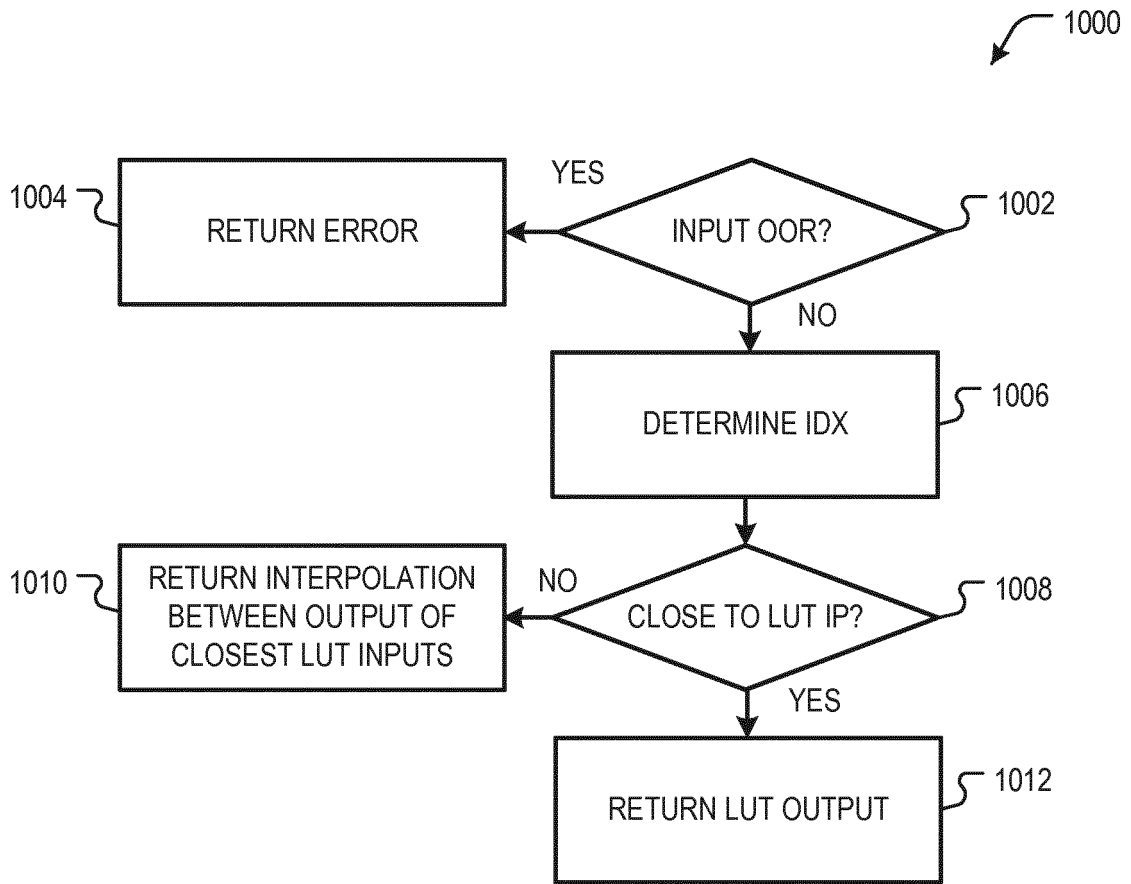 1000
YES
1004
RETURN ERROR
INPUT OOR?
1002
NO
DETERMINE IDX
1006
1010
RETURN INTERPOLATION
BETWEEN OUTPUT OF
CLOSEST LUT INPUTS
NO
CLOSE TO LUT IP?
1008
YES
RETURN LUT OUTPUT
1012